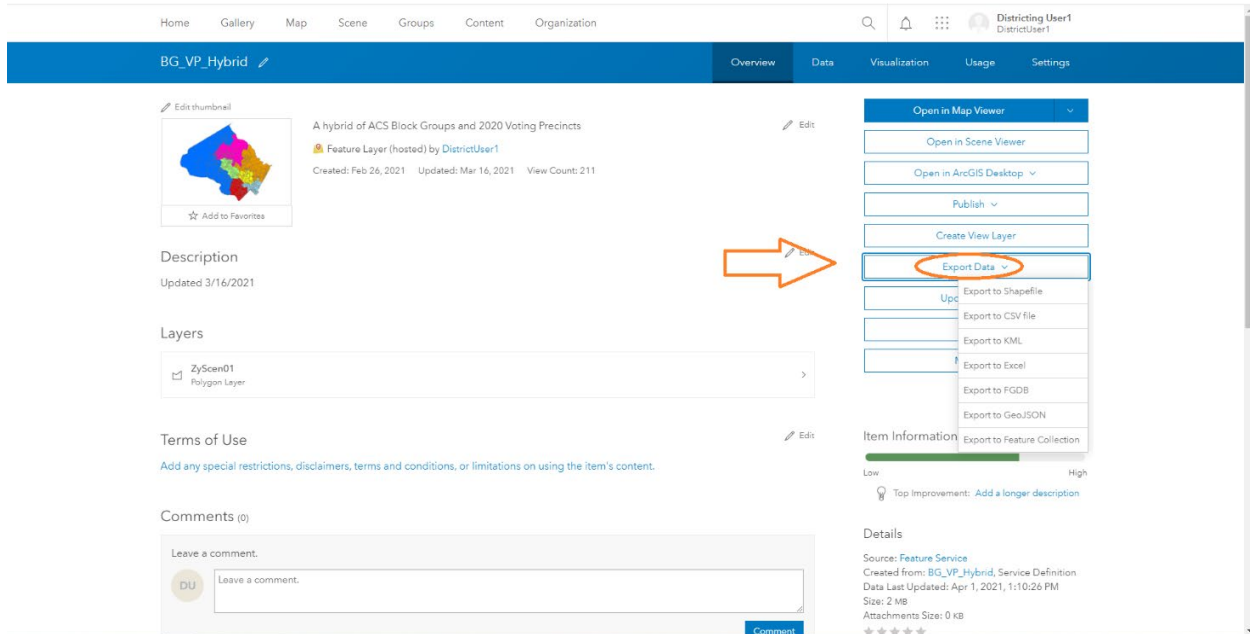 Home Gallery Map Scene Groups Content Organization
Districting User1
DistrictUser1
BG_VP_Hybrid
Overview Data Visualization Usage Settings
Edit thumbnail
Add to Favorites
A hybrid of ACS Block Groups and 2020 Voting Precincts
Edit
Feature Layer (hosted) by DistrictUser1
Created: Feb 26, 2021 Updated: Mar 16, 2021 View Count: 211
Description
Edit
Updated 3/16/2021
Layers
ZyScen01
Polygon Layer
Terms of Use
Edit
Add any special restrictions, disclaimers, terms and conditions, or limitations on using the item's content.
Comments (0)
Leave a comment.
DU
Leave a comment.
Comment
Open in Map Viewer
Open in Scene Viewer
Open in ArcGIS Desktop
Publish
Create View Layer
Export Data
Export to Shapefile
Export to CSV file
Export to KML
Export to Excel
Export to FGDB
Export to GeoJSON
Export to Feature Collection
Item Information
Low High
Top Improvement: Add a longer description
Details
Source: Feature Service
Created from: BG_VP_Hybrid, Service Definition
Data Last Updated: Apr 1, 2021, 1:10:26 PM
Size: 2 MB
Attachments Size: 0 KB